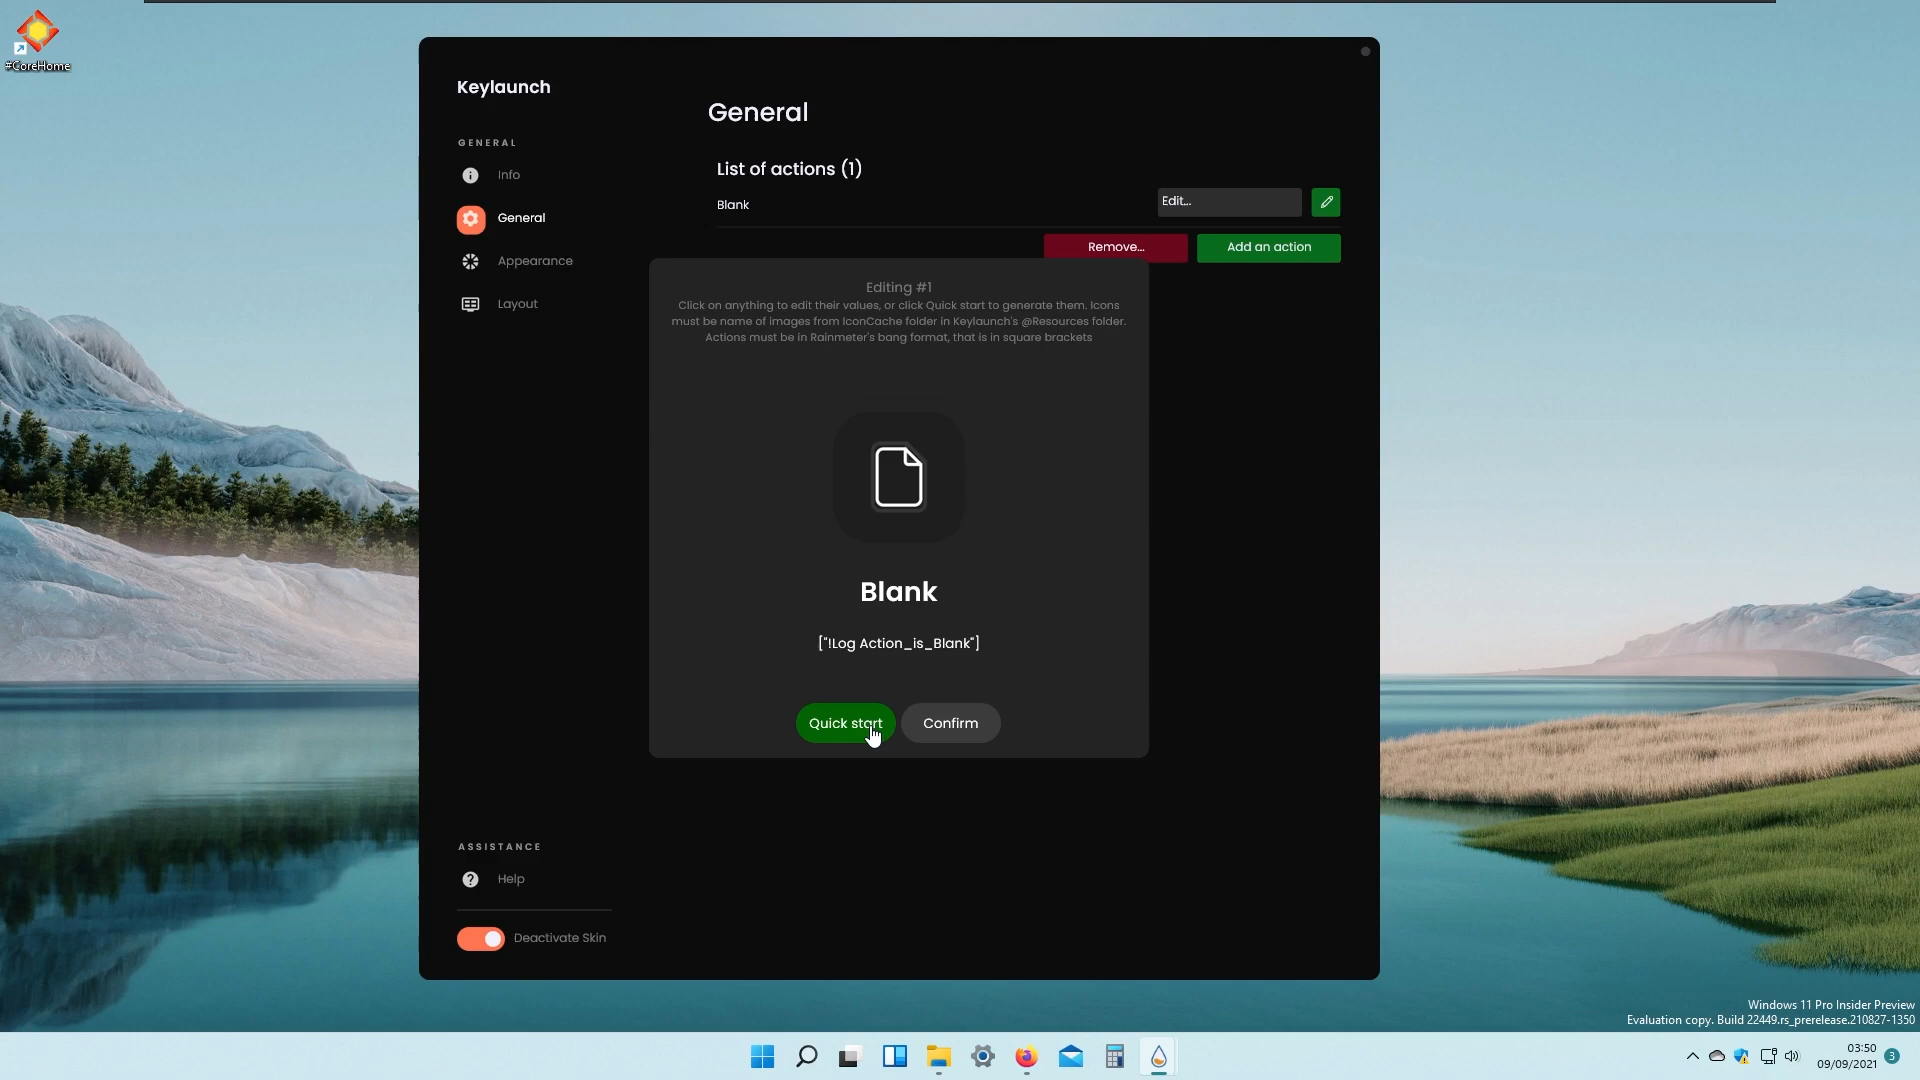 #CoreHome
Keylaunch
GENERAL
Info
General
Appearance
Layout
General
List of actions (1)
Blank
Edit...
Remove...
Add an action
Editing #1
Click on anything to edit their values, or click Quick start to generate them. Icons
must be name of images from IconCache folder in Keylaunch's @Resources folder.
Actions must be in Rainmeter's bang format, that is in square brackets
Blank
["!Log Action_is_Blank"]
Quick start
Confirm
ASSISTANCE
Help
Deactivate Skin
Windows 11 Pro Insider Preview
Evaluation copy. Build 22449.rs_prerelease.210827-1350
03:50
09/09/2021
3